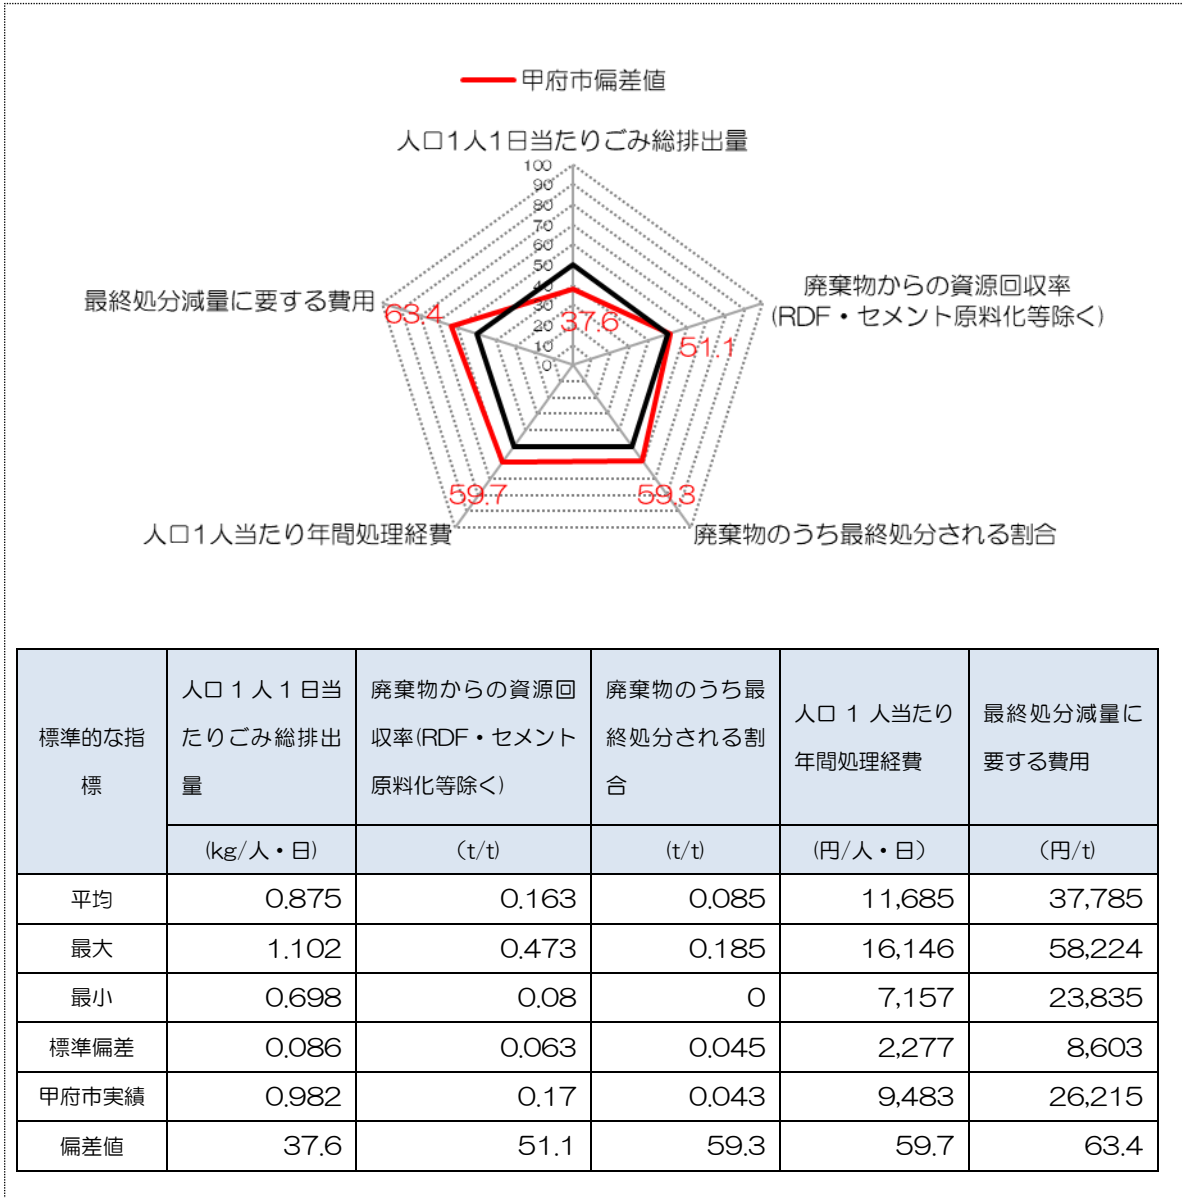 甲府市偏差値
人口1人1日当たりごみ総排出量
100
90
80
70
60
50
30
20
10
0
37.6
廃棄物からの資源回収率
(RDF・セメント原料化等除く)
51.1
最終処分減量に要する費用
63.4
59.7
59.3
人口1人当たり年間処理経費
廃棄物のうち最終処分される割合
標準的な指
標
人口 1 人 1 日当
たりごみ総排出
量
廃棄物からの資源回
収率(RDF・セメント
原料化等除く)
廃棄物のうち最
終処分される割
合
人口 1 人当たり
年間処理経費
最終処分減量に
要する費用
(kg/人・日)
(t/t)
(t/t)
(円/人・日)
(円/t)
平均 0.875 0.163 0.085 11,685 37,785
最大 1.102 0.473 0.185 16,146 58,224
最小 0.698 0.08 0 7,157 23,835
標準偏差 0.086 0.063 0.045 2,277 8,603
甲府市実績 0.982 0.17 0.043 9,483 26,215
偏差値 37.6 51.1 59.3 59.7 63.4